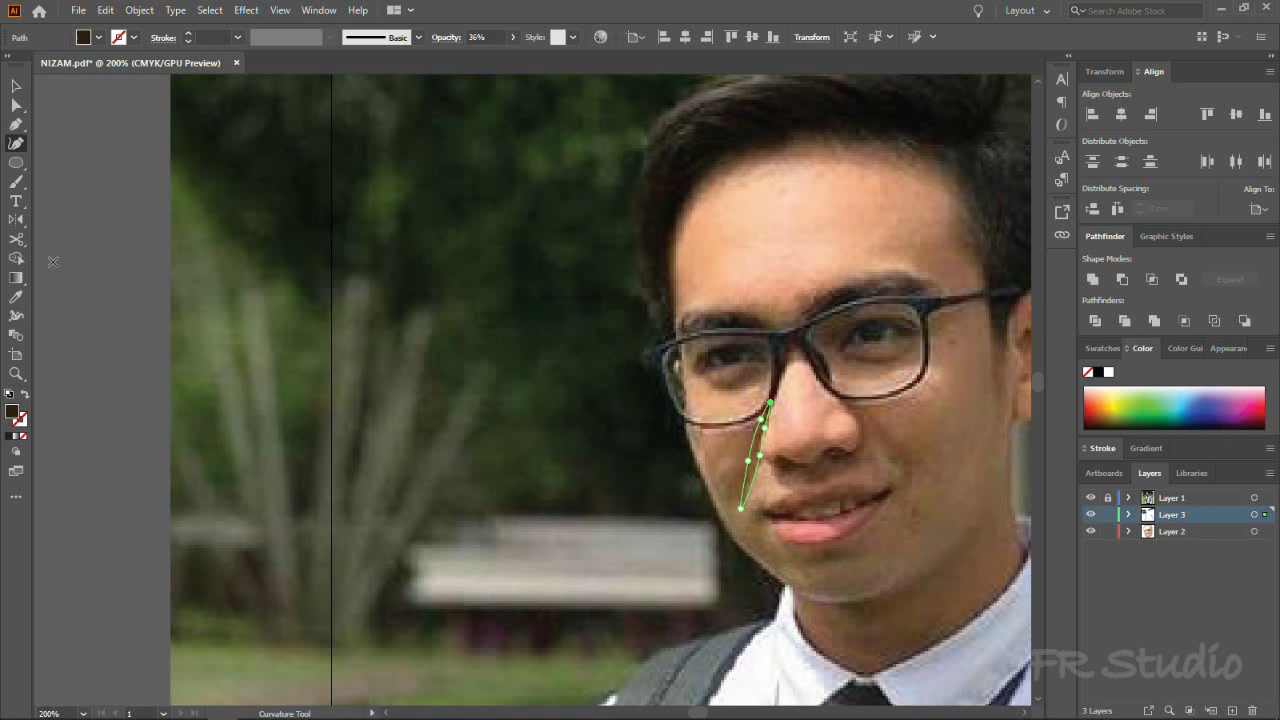 Ai File Edit Object Type Select Effect View Window Help Layout Search Adobe Stock
Path Stroke: Basic Opacity: 36% Style: Transform
NIZAM.pdf* @ 200% (CMYK/GPU Preview) ×
Transform Align
Align Objects:
Distribute Objects:
Distribute Spacing: Align To:
Pathfinder Graphic Styles
Shape Modes:
Expand
Pathfinders:
Swatches Color Color Gui Appearanc
Stroke Gradient
Artboards Layers Libraries
Layer 1
Layer 3
Layer 2
FR Studio
200% 1 Curvature Tool 3 Layers